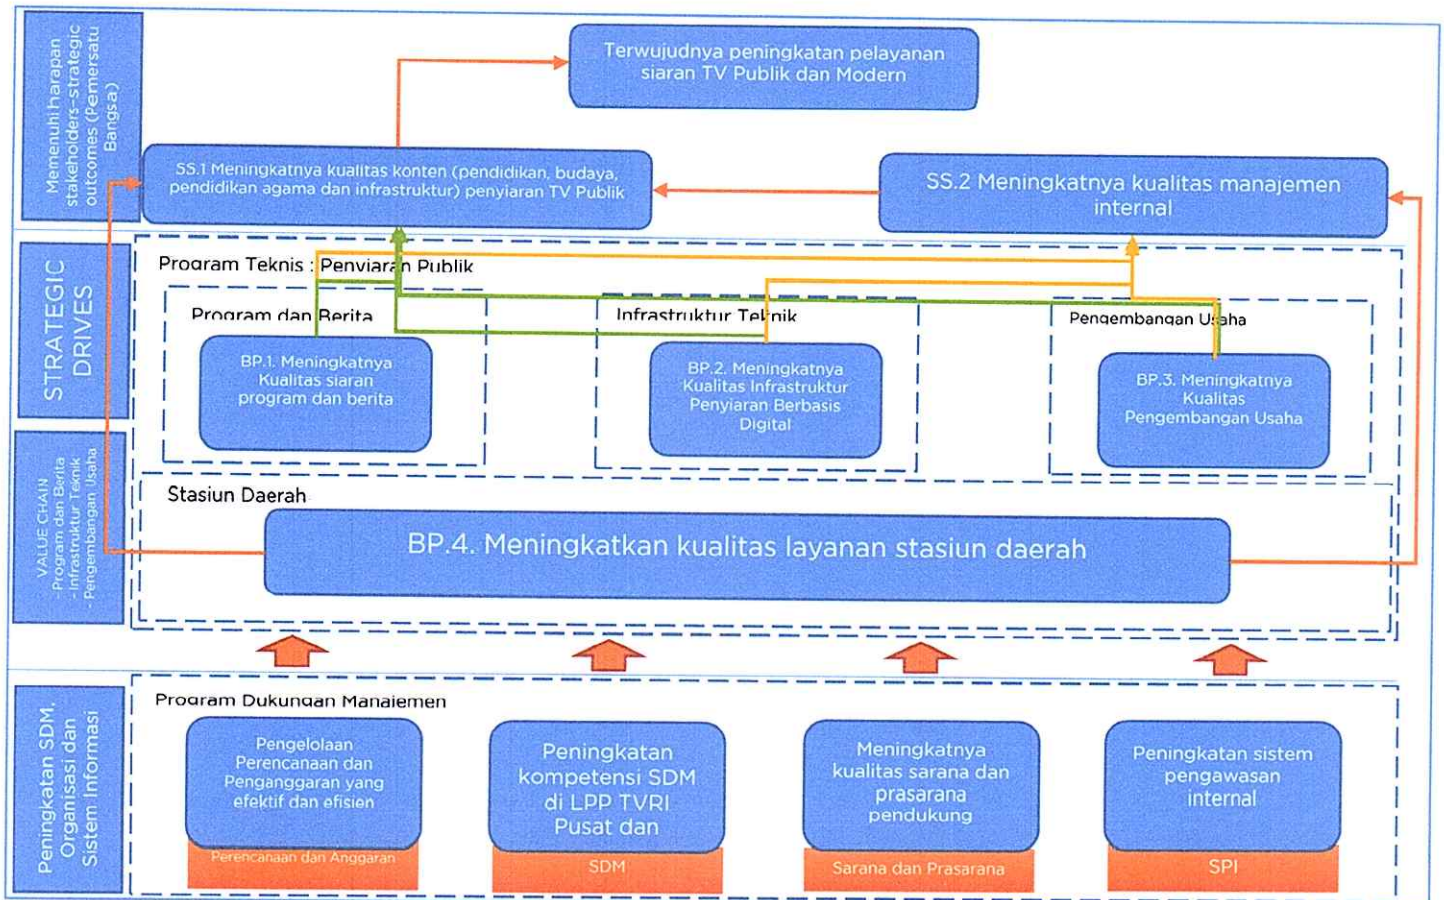 Memenuhi harapan
stakeholders-strategic
outcomes (Pemersatu
Bangsa)
Terwujudnya peningkatan pelayanan
siaran TV Publik dan Modern
SS.1 Meningkatnya kualitas konten (pendidikan, budaya,
pendidikan agama dan infrastruktur) penyiaran TV Publik
SS.2 Meningkatnya kualitas manajemen
internal
STRATEGIC
DRIVES
Program Teknis : Penyiaran Publik
Program dan Berita
BP.1. Meningkatnya
Kualitas siaran
program dan berita
Infrastruktur Teknik
BP.2. Meningkatnya
Kualitas Infrastruktur
Penyiaran Berbasis
Digital
Pengembangan Usaha
BP.3. Meningkatnya
Kualitas
Pengembangan Usaha
VALUE CHAIN
- Program dan Berita
- Infrastruktur Teknik
- Pengembangan Usaha
Stasiun Daerah
BP.4. Meningkatkan kualitas layanan stasiun daerah
Peningkatan SDM,
Organisasi dan
Sistem Informasi
Program Dukungan Manajemen
Pengelolaan
Perencanaan dan
Penganggaran yang
efektif dan efisien
Perencanaan dan Anggaran
Peningkatan
kompetensi SDM
di LPP TVRI
Pusat dan
SDM
Meningkatnya
kualitas sarana dan
prasarana
pendukung
Sarana dan Prasarana
Peningkatan sistem
pengawasan
internal
SPI